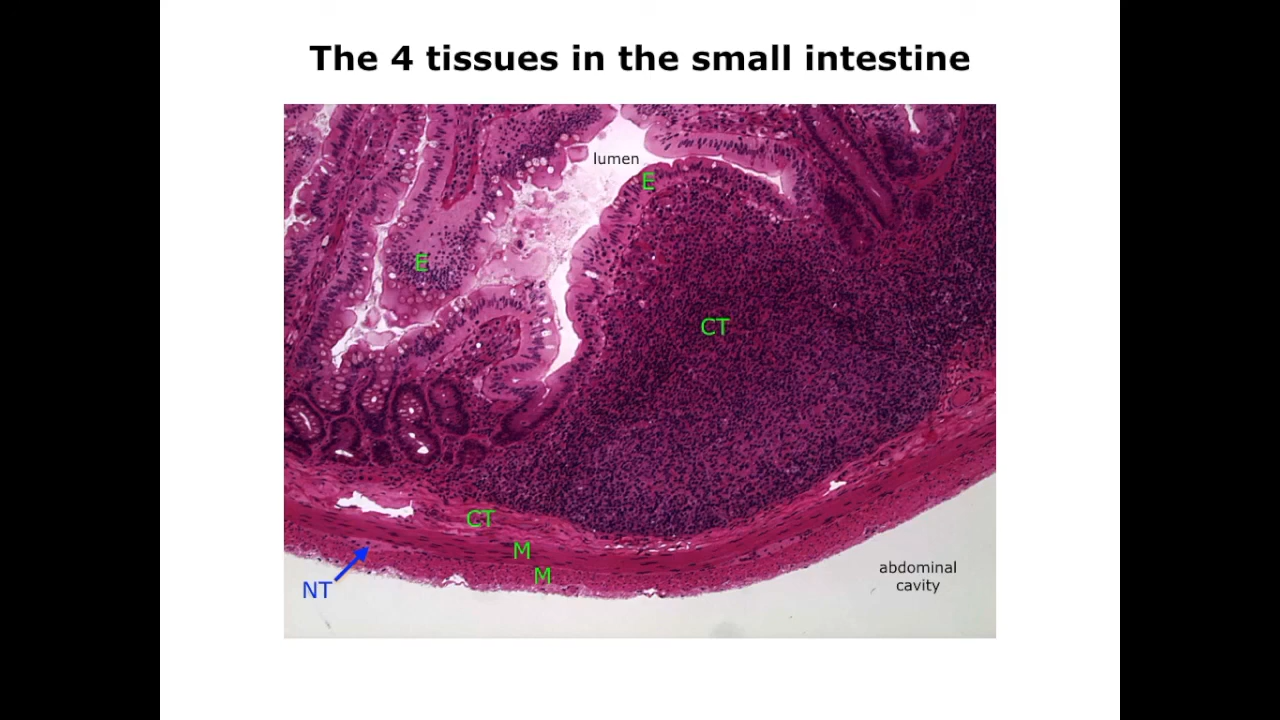 The 4 tissues in the small intestine
lumen
E
E
CT
CT
M
M
NT
abdominal
cavity